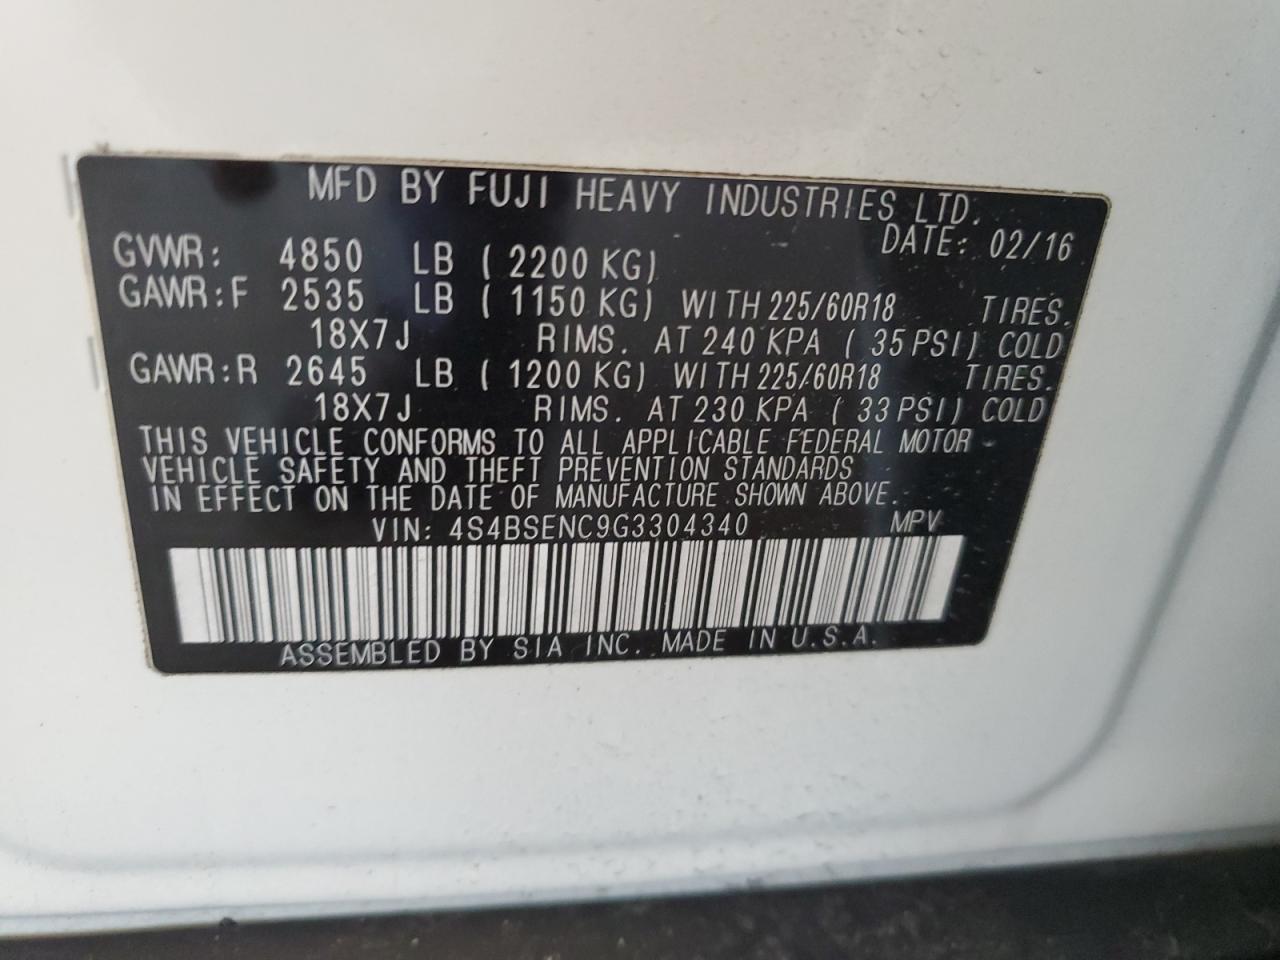 MFD BY FUJI HEAVY INDUSTRIES LTD.
DATE: 02/16
GVWR: 4850 LB ( 2200 KG)
GAWR:F 2535 LB ( 1150 KG) WITH 225/60R18 TIRES.
18X7J RIMS. AT 240 KPA ( 35 PSI) COLD
GAWR:R 2645 LB ( 1200 KG) WITH 225/60R18 TIRES.
18X7J RIMS. AT 230 KPA ( 33 PSI) COLD
THIS VEHICLE CONFORMS TO ALL APPLICABLE FEDERAL MOTOR
VEHICLE SAFETY AND THEFT PREVENTION STANDARDS
IN EFFECT ON THE DATE OF MANUFACTURE SHOWN ABOVE.
VIN: 4S4BSENC9G3304340 MPV
ASSEMBLED BY SIA INC. MADE IN U.S.A.